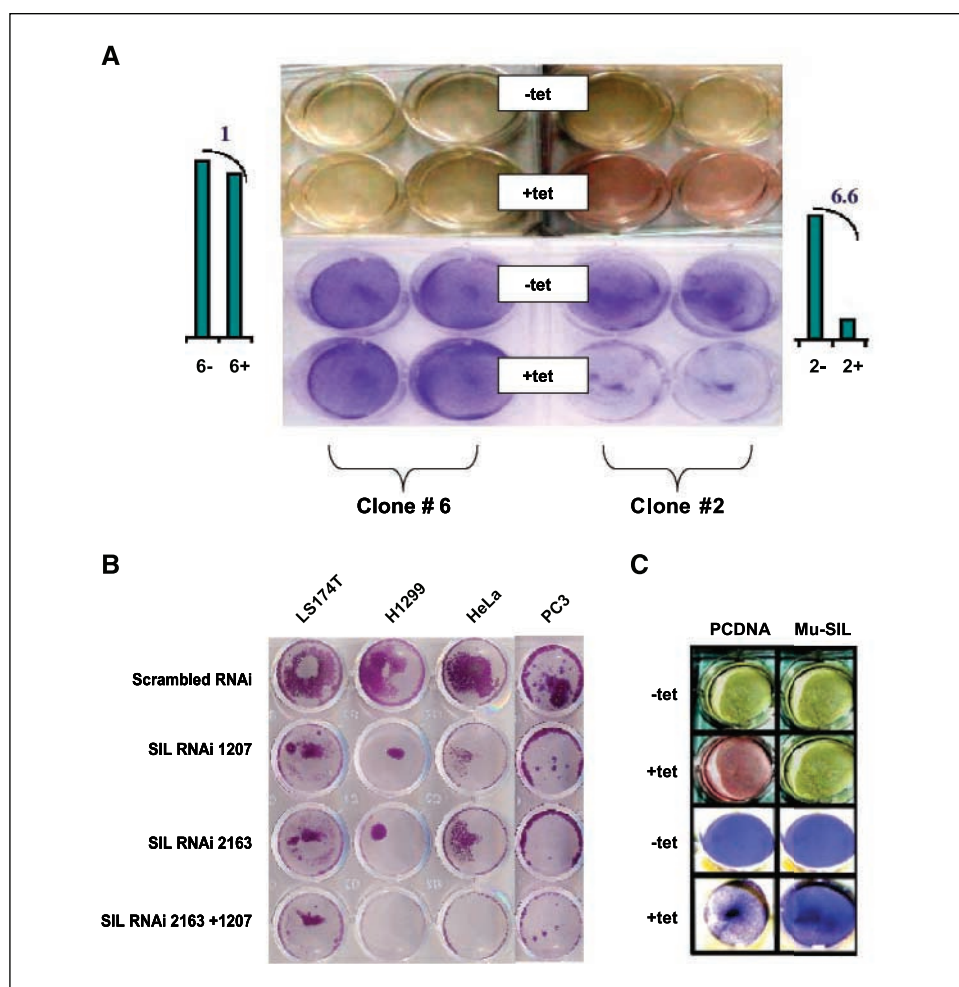 A
-tet
1
+tet
6.6
-tet
+tet
6- 6+
2- 2+
Clone # 6
Clone #2
B
C
LS174T
H1299
HeLa
PC3
PCDNA Mu-SIL
Scrambled RNAi
-tet
SIL RNAi 1207
+tet
SIL RNAi 2163
-tet
SIL RNAi 2163 +1207
+tet